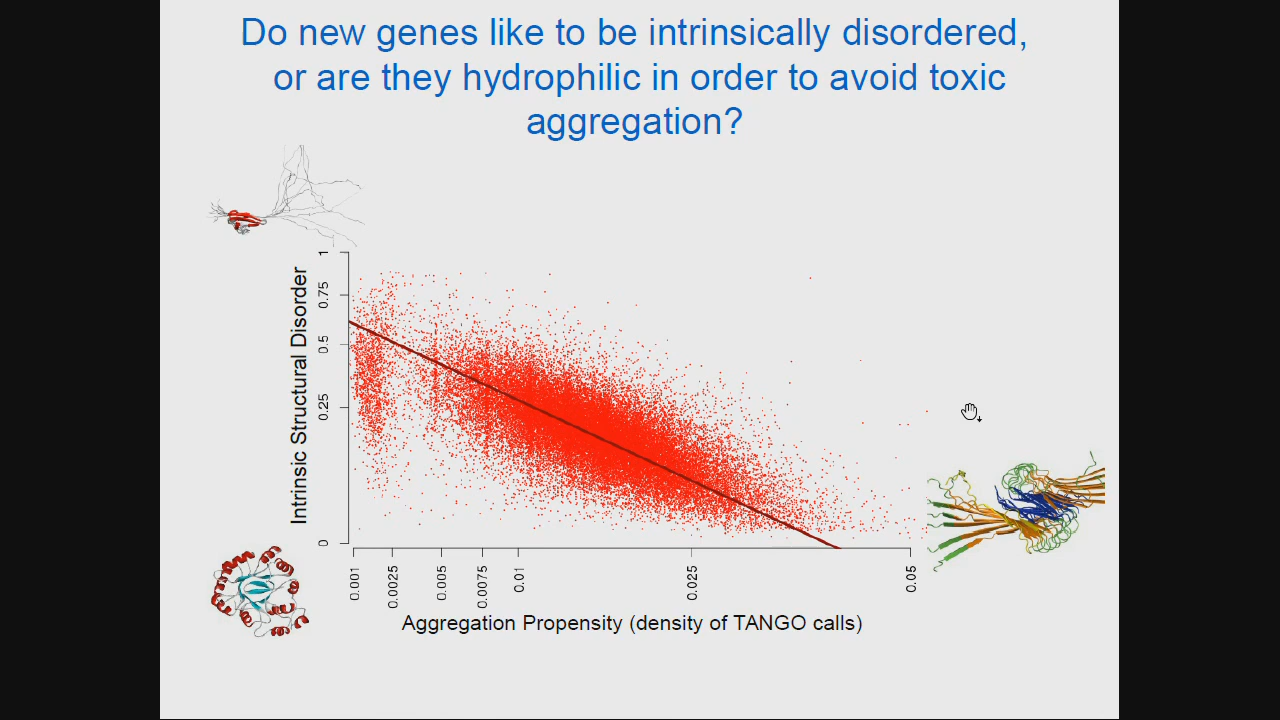 Do new genes like to be intrinsically disordered,
or are they hydrophilic in order to avoid toxic
aggregation?
Intrinsic Structural Disorder
1
0.75
0.5
0.25
0
0.001
0.0025
0.005
0.0075
0.01
0.025
0.05
Aggregation Propensity (density of TANGO calls)